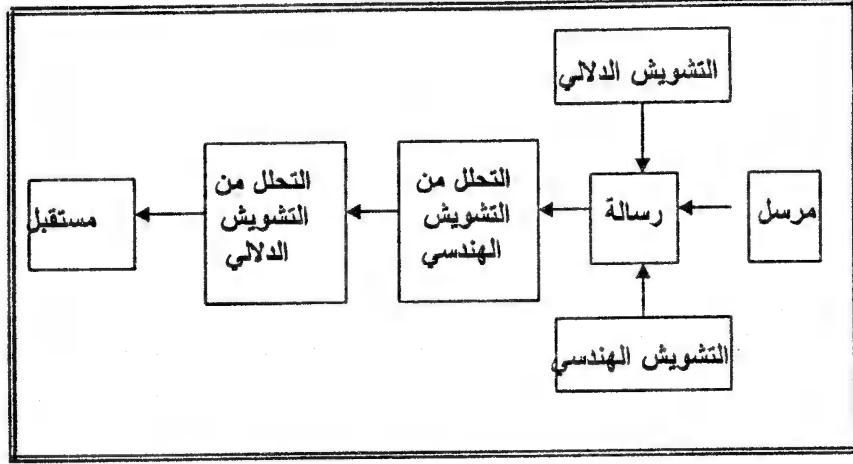 التشويش الدلالي
مرسل
رسالة
التحلل من
التشويش
الهندسي
التحلل من
التشويش
الدلالي
مستقبل
التشويش الهندسي